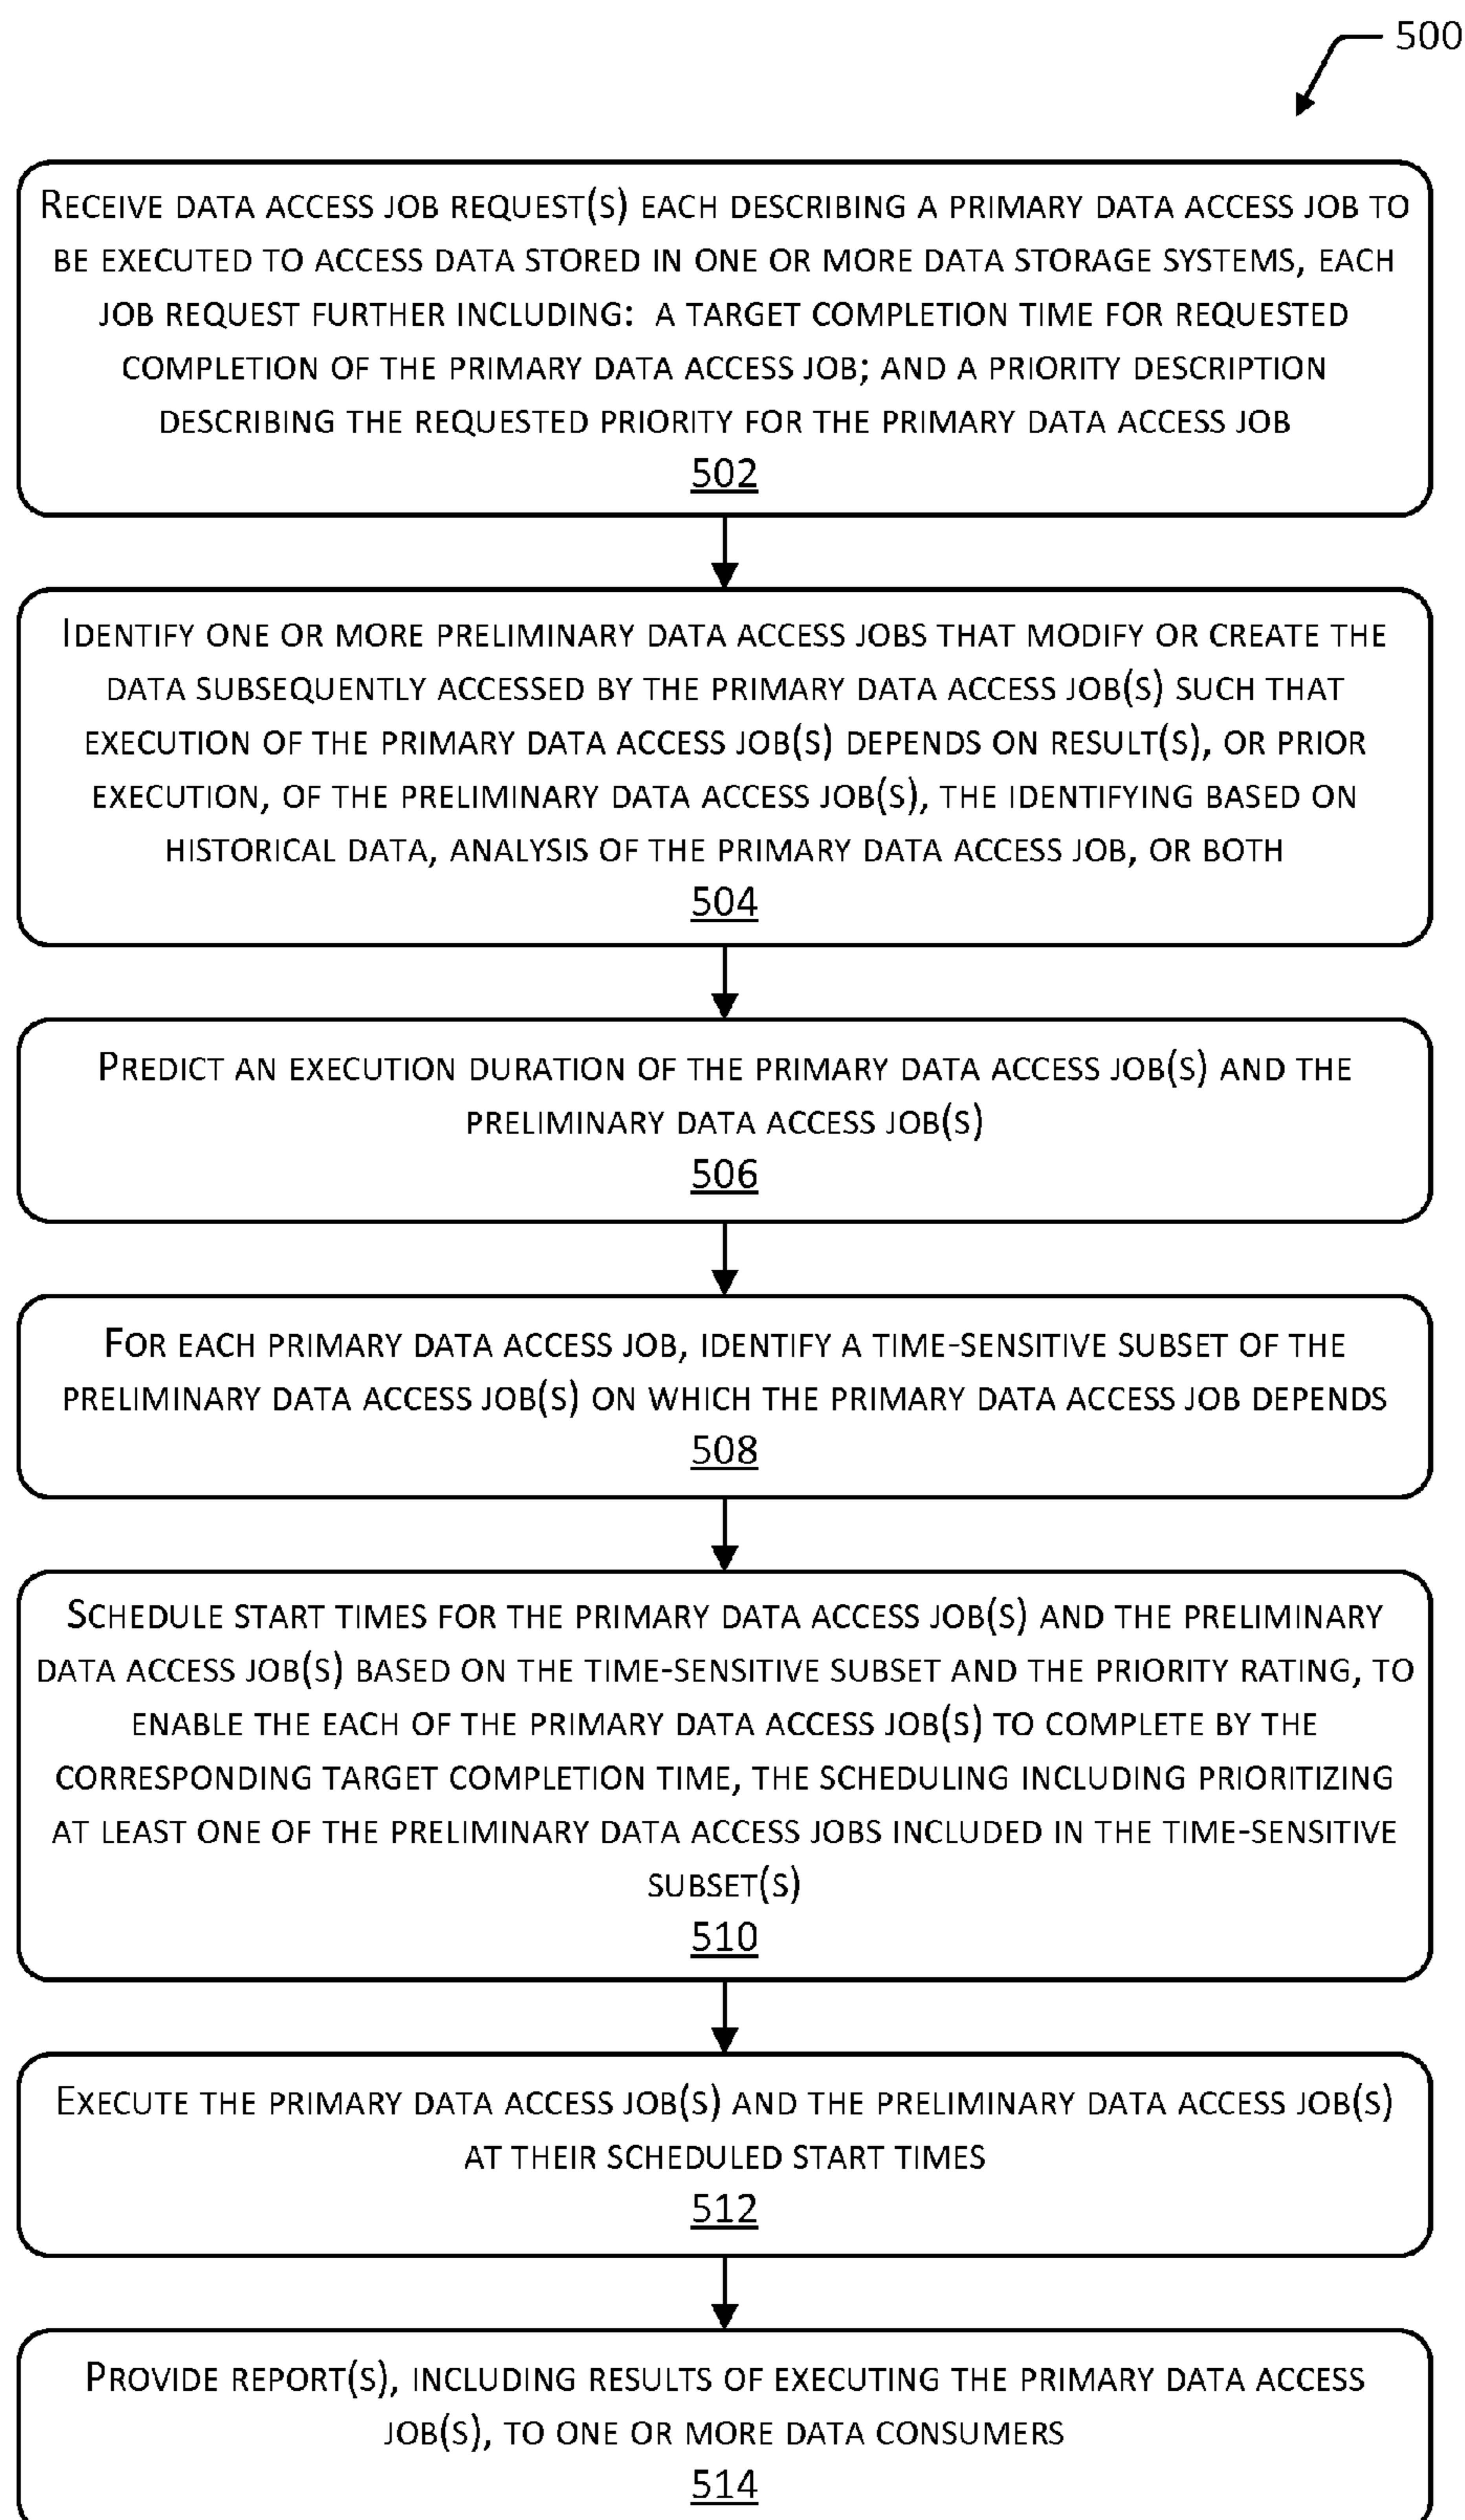 500
Receive data access job request(s) each describing a primary data access job to
be executed to access data stored in one or more data storage systems, each
job request further including: a target completion time for requested
completion of the primary data access job; and a priority description
describing the requested priority for the primary data access job
502
Identify one or more preliminary data access jobs that modify or create the
data subsequently accessed by the primary data access job(s) such that
execution of the primary data access job(s) depends on result(s), or prior
execution, of the preliminary data access job(s), the identifying based on
historical data, analysis of the primary data access job, or both
504
Predict an execution duration of the primary data access job(s) and the
preliminary data access job(s)
506
For each primary data access job, identify a time-sensitive subset of the
preliminary data access job(s) on which the primary data access job depends
508
Schedule start times for the primary data access job(s) and the preliminary
data access job(s) based on the time-sensitive subset and the priority rating, to
enable the each of the primary data access job(s) to complete by the
corresponding target completion time, the scheduling including prioritizing
at least one of the preliminary data access jobs included in the time-sensitive
subset(s)
510
Execute the primary data access job(s) and the preliminary data access job(s)
at their scheduled start times
512
Provide report(s), including results of executing the primary data access
job(s), to one or more data consumers
514